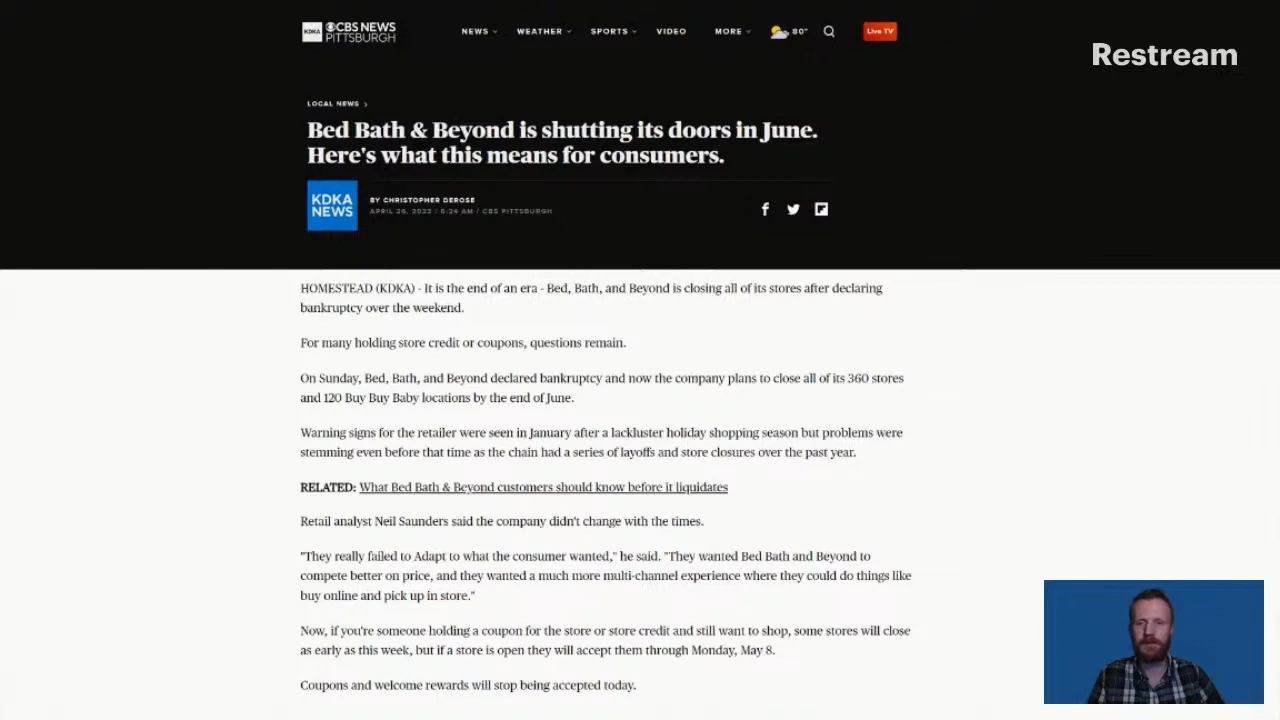 KDKA CBS NEWS PITTSBURGH
NEWS WEATHER SPORTS VIDEO MORE 80° Live TV
Restream
LOCAL NEWS
Bed Bath & Beyond is shutting its doors in June.
Here's what this means for consumers.
KDKA NEWS
BY CHRISTOPHER DEROSE
APRIL 26, 2023 / 5:24 AM / CBS PITTSBURGH
HOMESTEAD (KDKA) - It is the end of an era - Bed, Bath, and Beyond is closing all of its stores after declaring
bankruptcy over the weekend.
For many holding store credit or coupons, questions remain.
On Sunday, Bed, Bath, and Beyond declared bankruptcy and now the company plans to close all of its 360 stores
and 120 Buy Buy Baby locations by the end of June.
Warning signs for the retailer were seen in January after a lackluster holiday shopping season but problems were
stemming even before that time as the chain had a series of layoffs and store closures over the past year.
RELATED: What Bed Bath & Beyond customers should know before it liquidates
Retail analyst Neil Saunders said the company didn't change with the times.
"They really failed to Adapt to what the consumer wanted," he said. "They wanted Bed Bath and Beyond to
compete better on price, and they wanted a much more multi-channel experience where they could do things like
buy online and pick up in store."
Now, if you're someone holding a coupon for the store or store credit and still want to shop, some stores will close
as early as this week, but if a store is open they will accept them through Monday, May 8.
Coupons and welcome rewards will stop being accepted today.